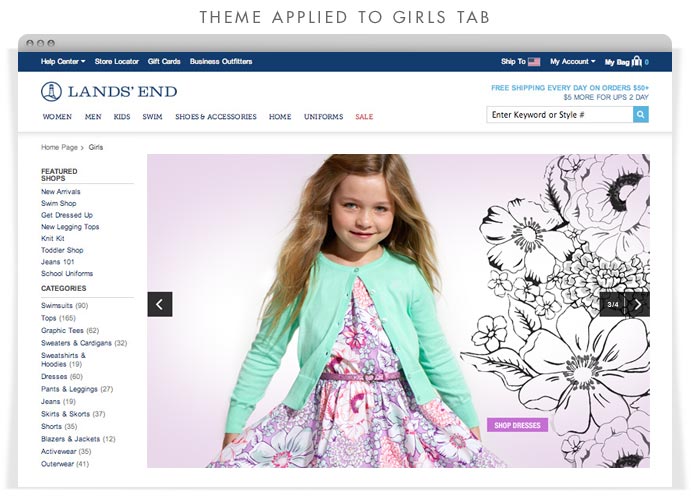 THEME APPLIED TO GIRLS TAB
Help Center Store Locator Gift Cards Business Outfitters Ship To My Account My Bag 0
LANDS' END
FREE SHIPPING EVERY DAY ON ORDERS $50+
$5 MORE FOR UPS 2 DAY
WOMEN MEN KIDS SWIM SHOES & ACCESSORIES HOME UNIFORMS SALE
Enter Keyword or Style #
Home Page > Girls
FEATURED
SHOPS
New Arrivals
Swim Shop
Get Dressed Up
New Legging Tops
Knit Kit
Toddler Shop
Jeans 101
School Uniforms
CATEGORIES
Swimsuits (90)
Tops (165)
Graphic Tees (62)
Sweaters & Cardigans (32)
Sweatshirts &
Hoodies (19)
Dresses (60)
Pants & Leggings (27)
Jeans (19)
Skirts & Skorts (37)
Shorts (35)
Blazers & Jackets (12)
Activewear (35)
Outerwear (41)
3/4
SHOP DRESSES